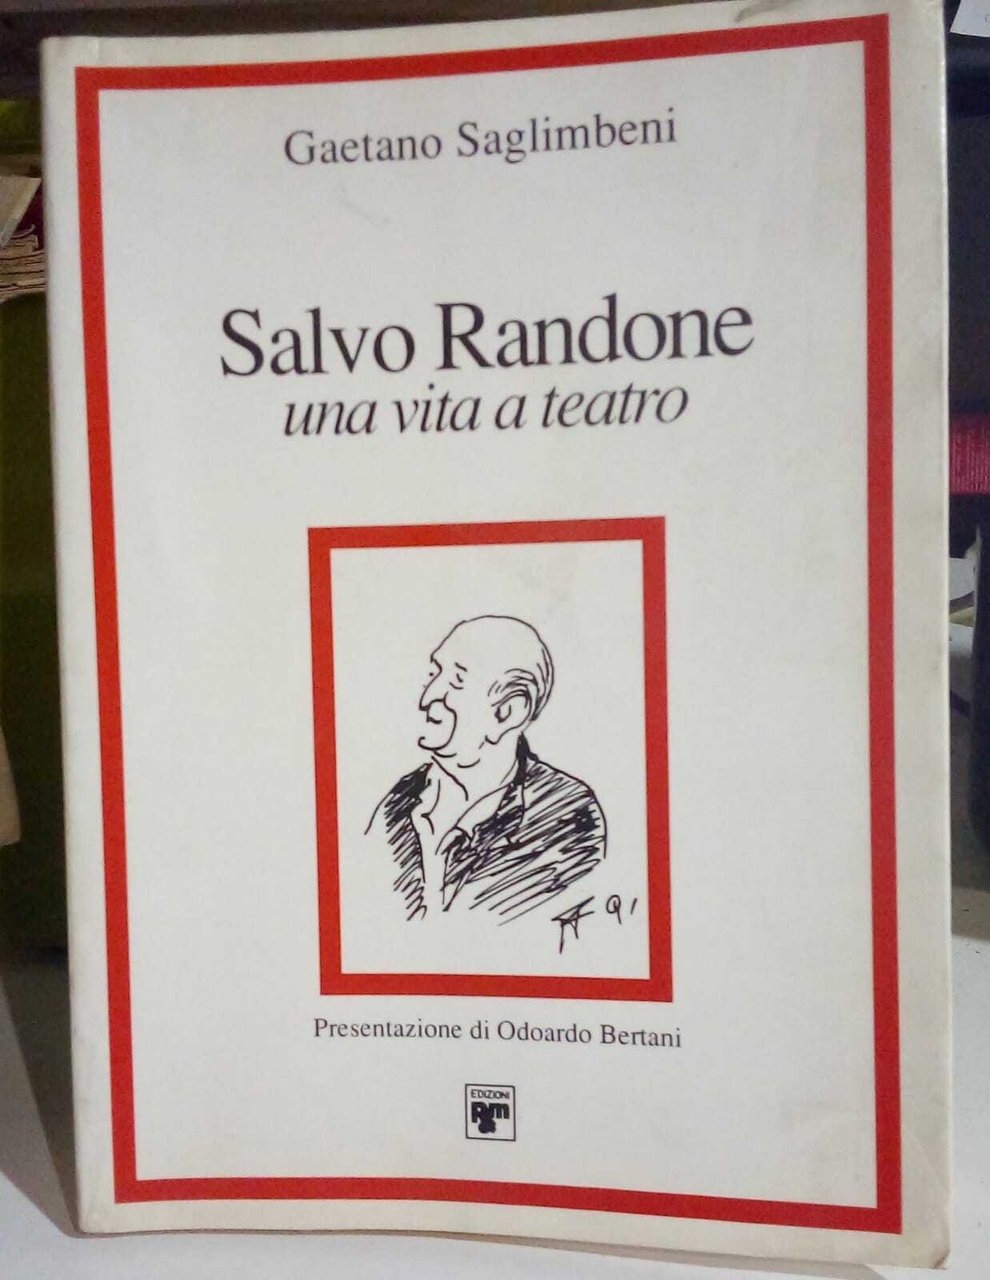 Gaetano Saglimbeni
Salvo Randone
una vita a teatro
91
Presentazione di Odoardo Bertani
EDIZIONI
P&M